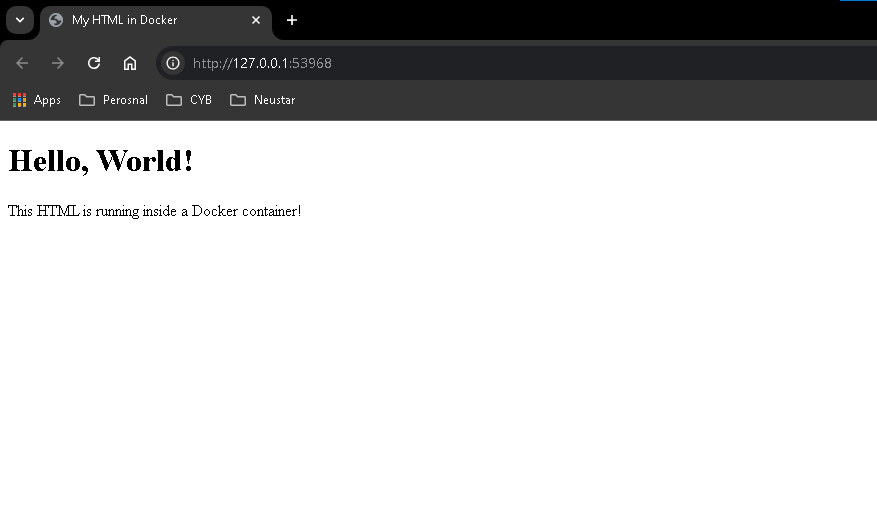 My HTML in Docker
http://127.0.0.1:53968
Apps Perosnal CYB Neustar
Hello, World!
This HTML is running inside a Docker container!